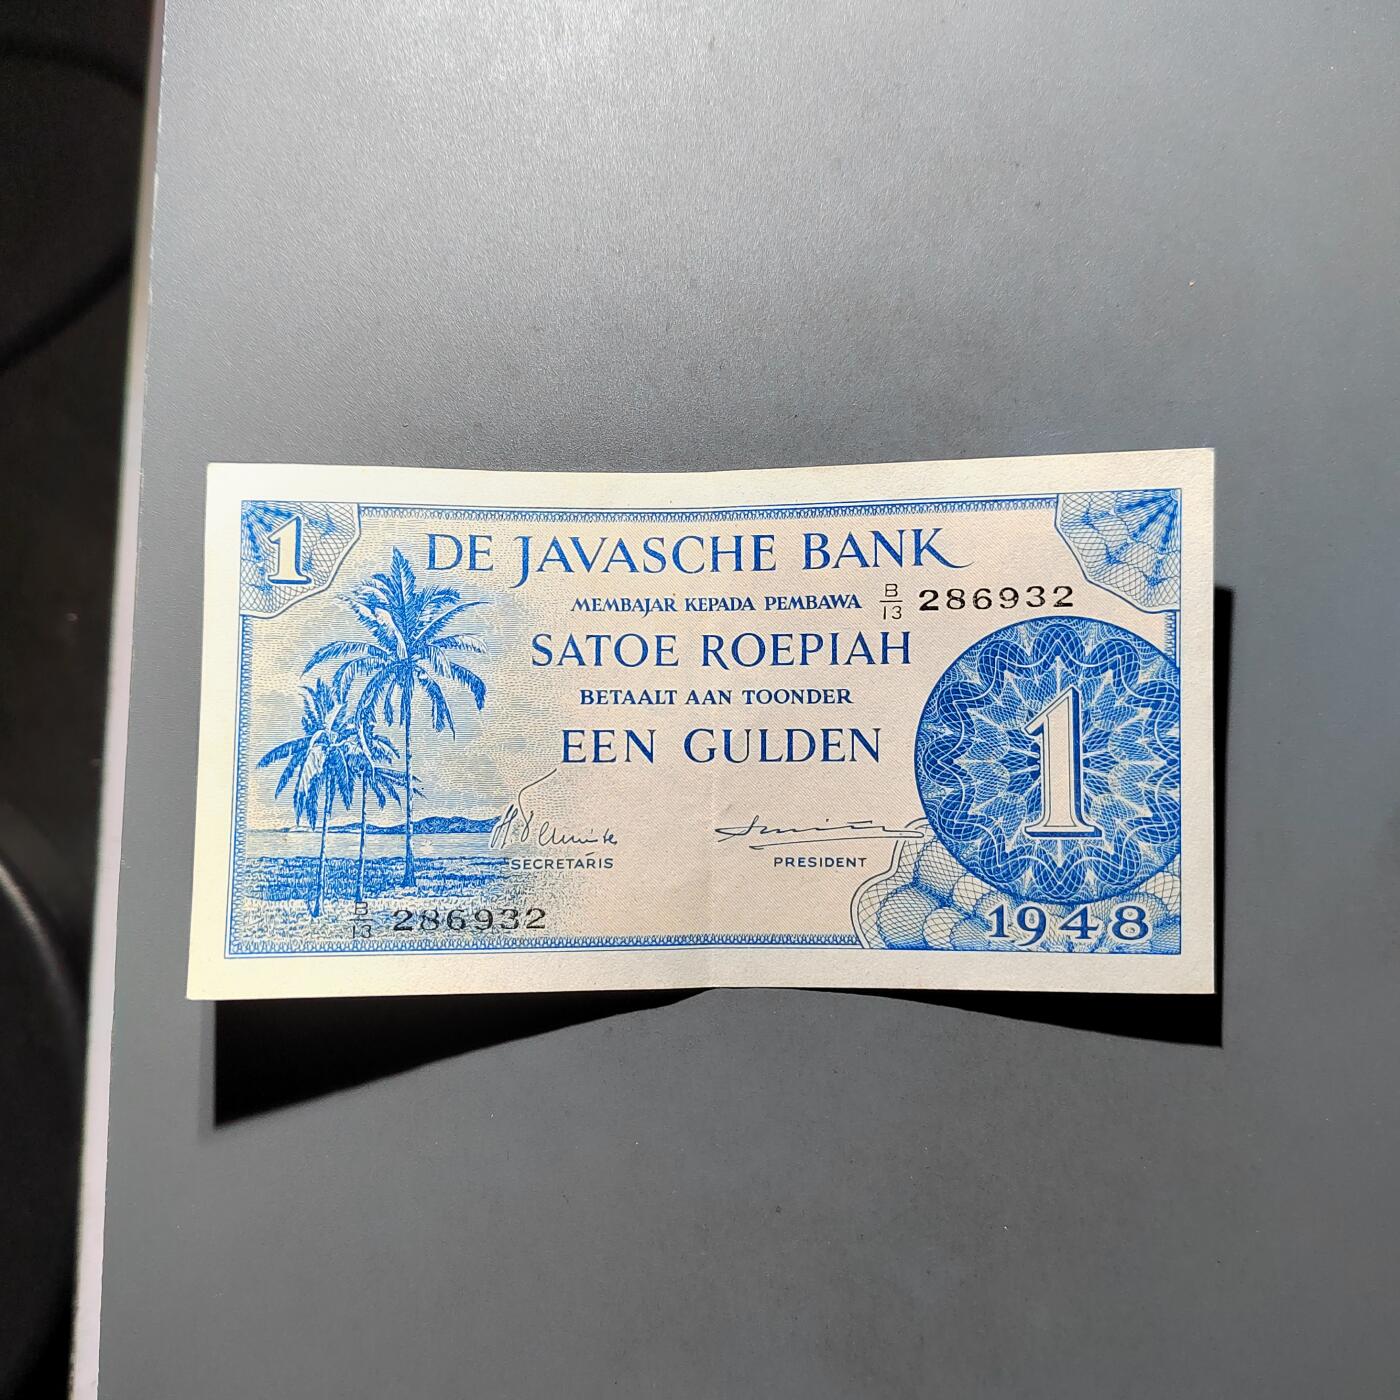 1
DE JAVASCHE BANK
MEMBAJAR KEPADA PEMBAWA
B/13 286932
SATOE ROEPIAH
BETAALT AAN TOONDER
EEN GULDEN
1
SECRETARIS
PRESIDENT
B/13 286932
1948